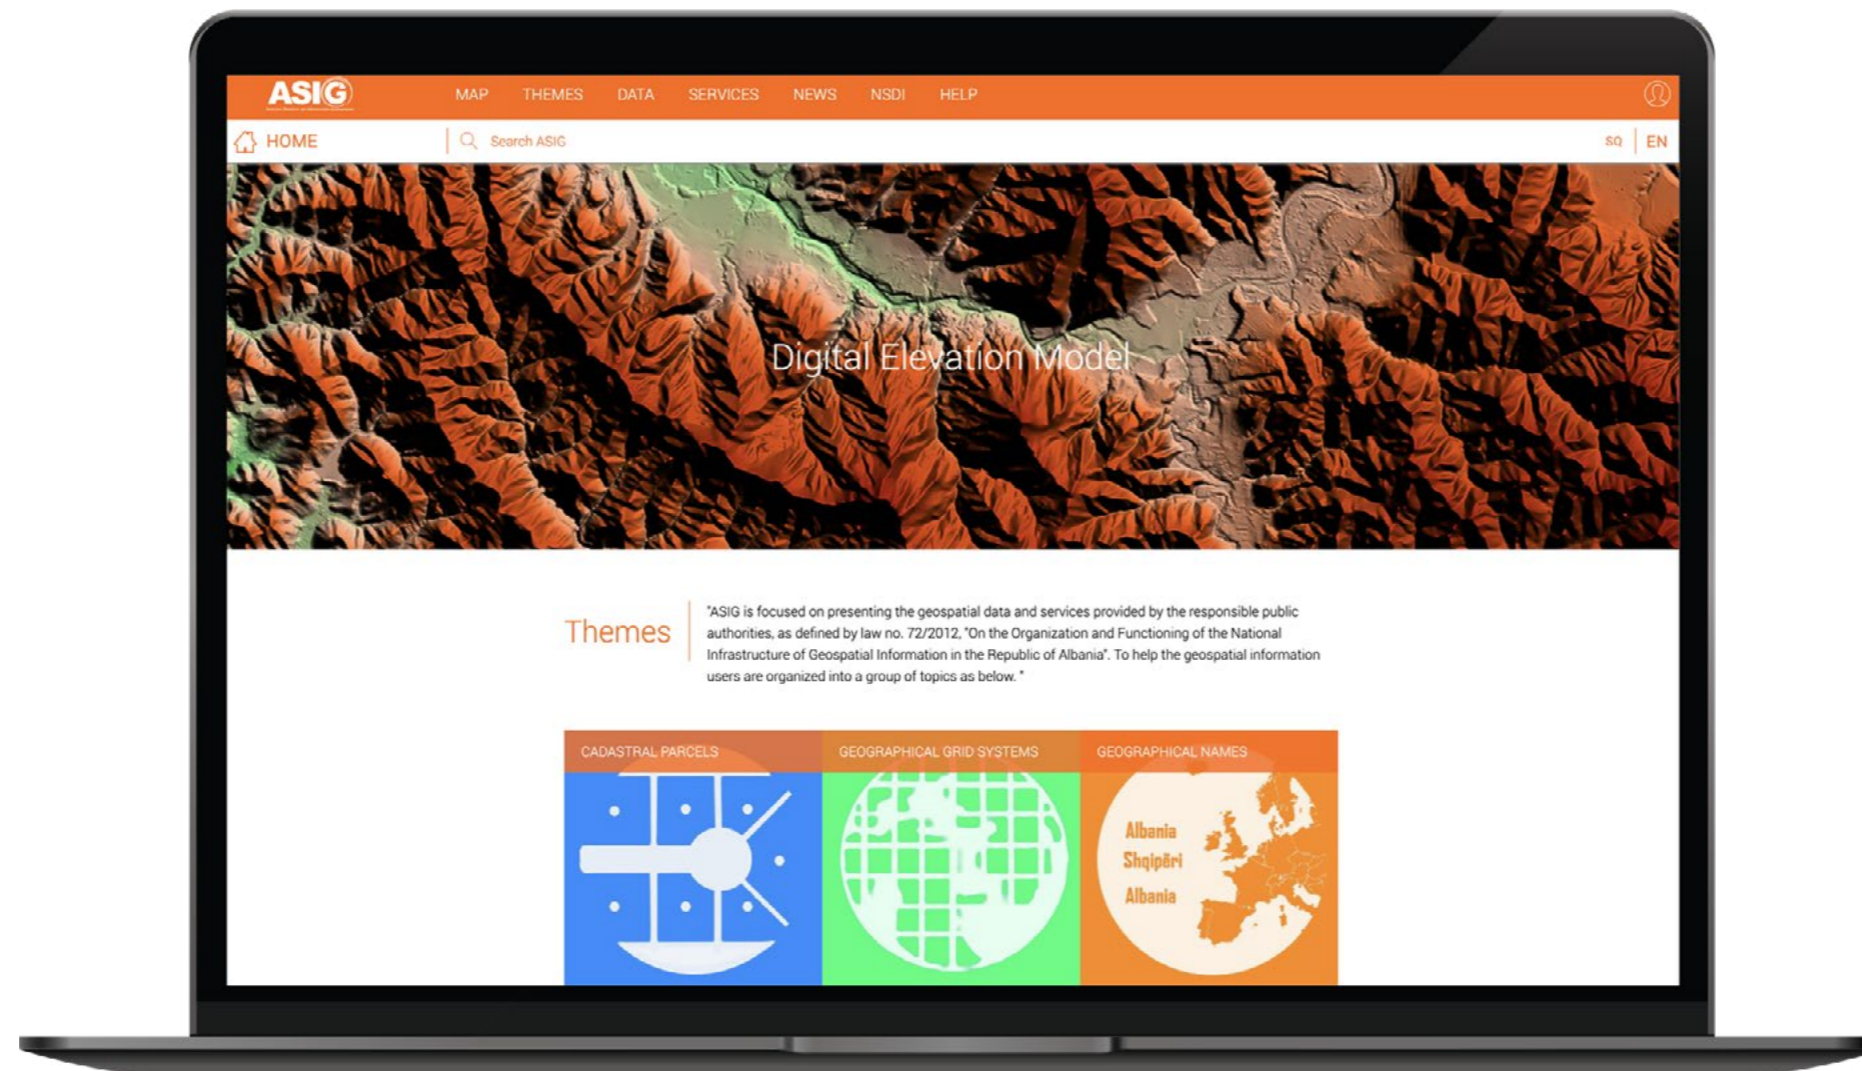 ASIG
MAP THEMES DATA SERVICES NEWS NSDI HELP
HOME
Search ASIG
SQ EN
Digital Elevation Model
Themes
"ASIG is focused on presenting the geospatial data and services provided by the responsible public
authorities, as defined by law no. 72/2012, "On the Organization and Functioning of the National
Infrastructure of Geospatial Information in the Republic of Albania". To help the geospatial information
users are organized into a group of topics as below. "
CADASTRAL PARCELS
GEOGRAPHICAL GRID SYSTEMS
GEOGRAPHICAL NAMES
Albania
Shqipëri
Albania